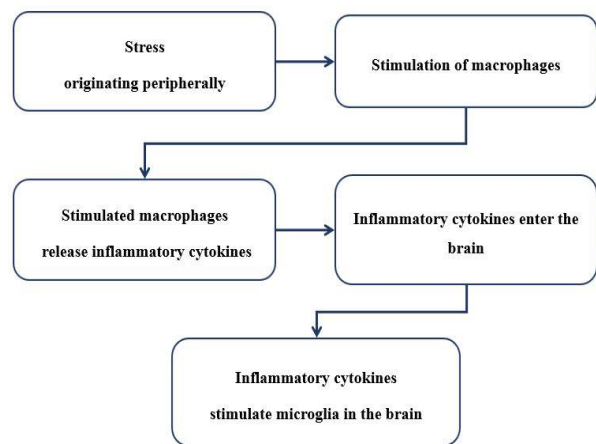 Stress
originating peripherally
Stimulation of macrophages
Stimulated macrophages
release inflammatory cytokines
Inflammatory cytokines enter the
brain
Inflammatory cytokines
stimulate microglia in the brain